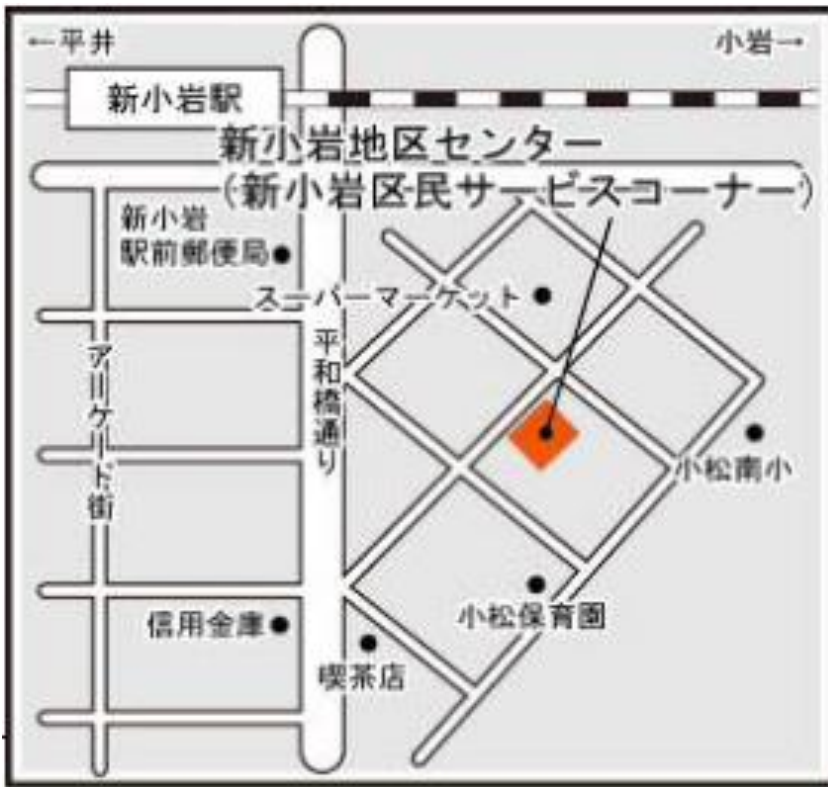 ←平井
小岩→
新小岩駅
新小岩地区センター
(新小岩区民サービスコーナー)
新小岩
駅前郵便局
スーパーマーケット
平和橋通り
アーケード街
小松南小
小松保育園
信用金庫
喫茶店